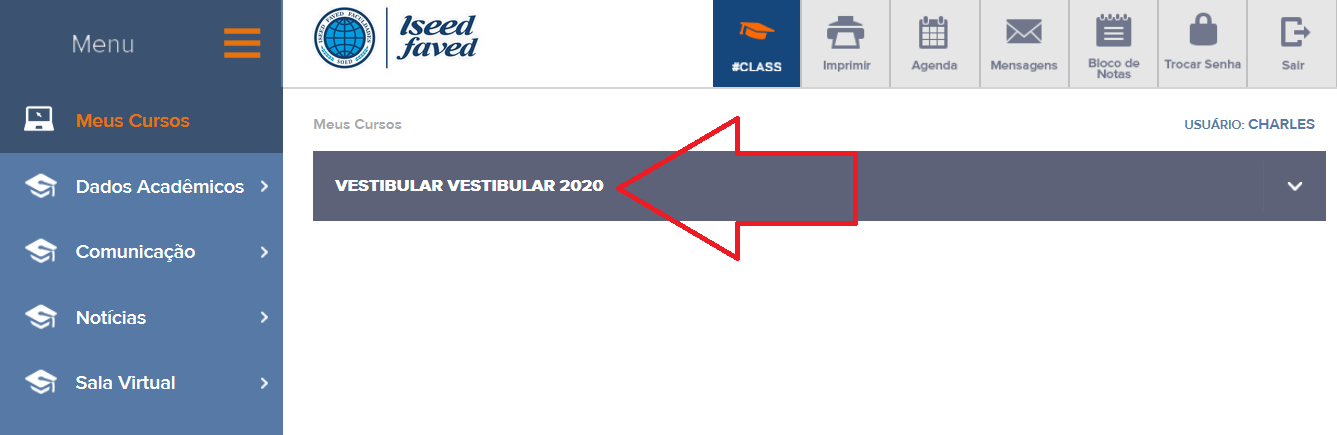 Menu
ISEED FAVED FACULDADES
SOED
Iseed
faved
#CLASS
Imprimir
Agenda
Mensagens
Bloco de
Notas
Trocar Senha
Sair
Meus Cursos
Meus Cursos
USUÁRIO: CHARLES
VESTIBULAR VESTIBULAR 2020
Dados Acadêmicos
Comunicação
Notícias
Sala Virtual